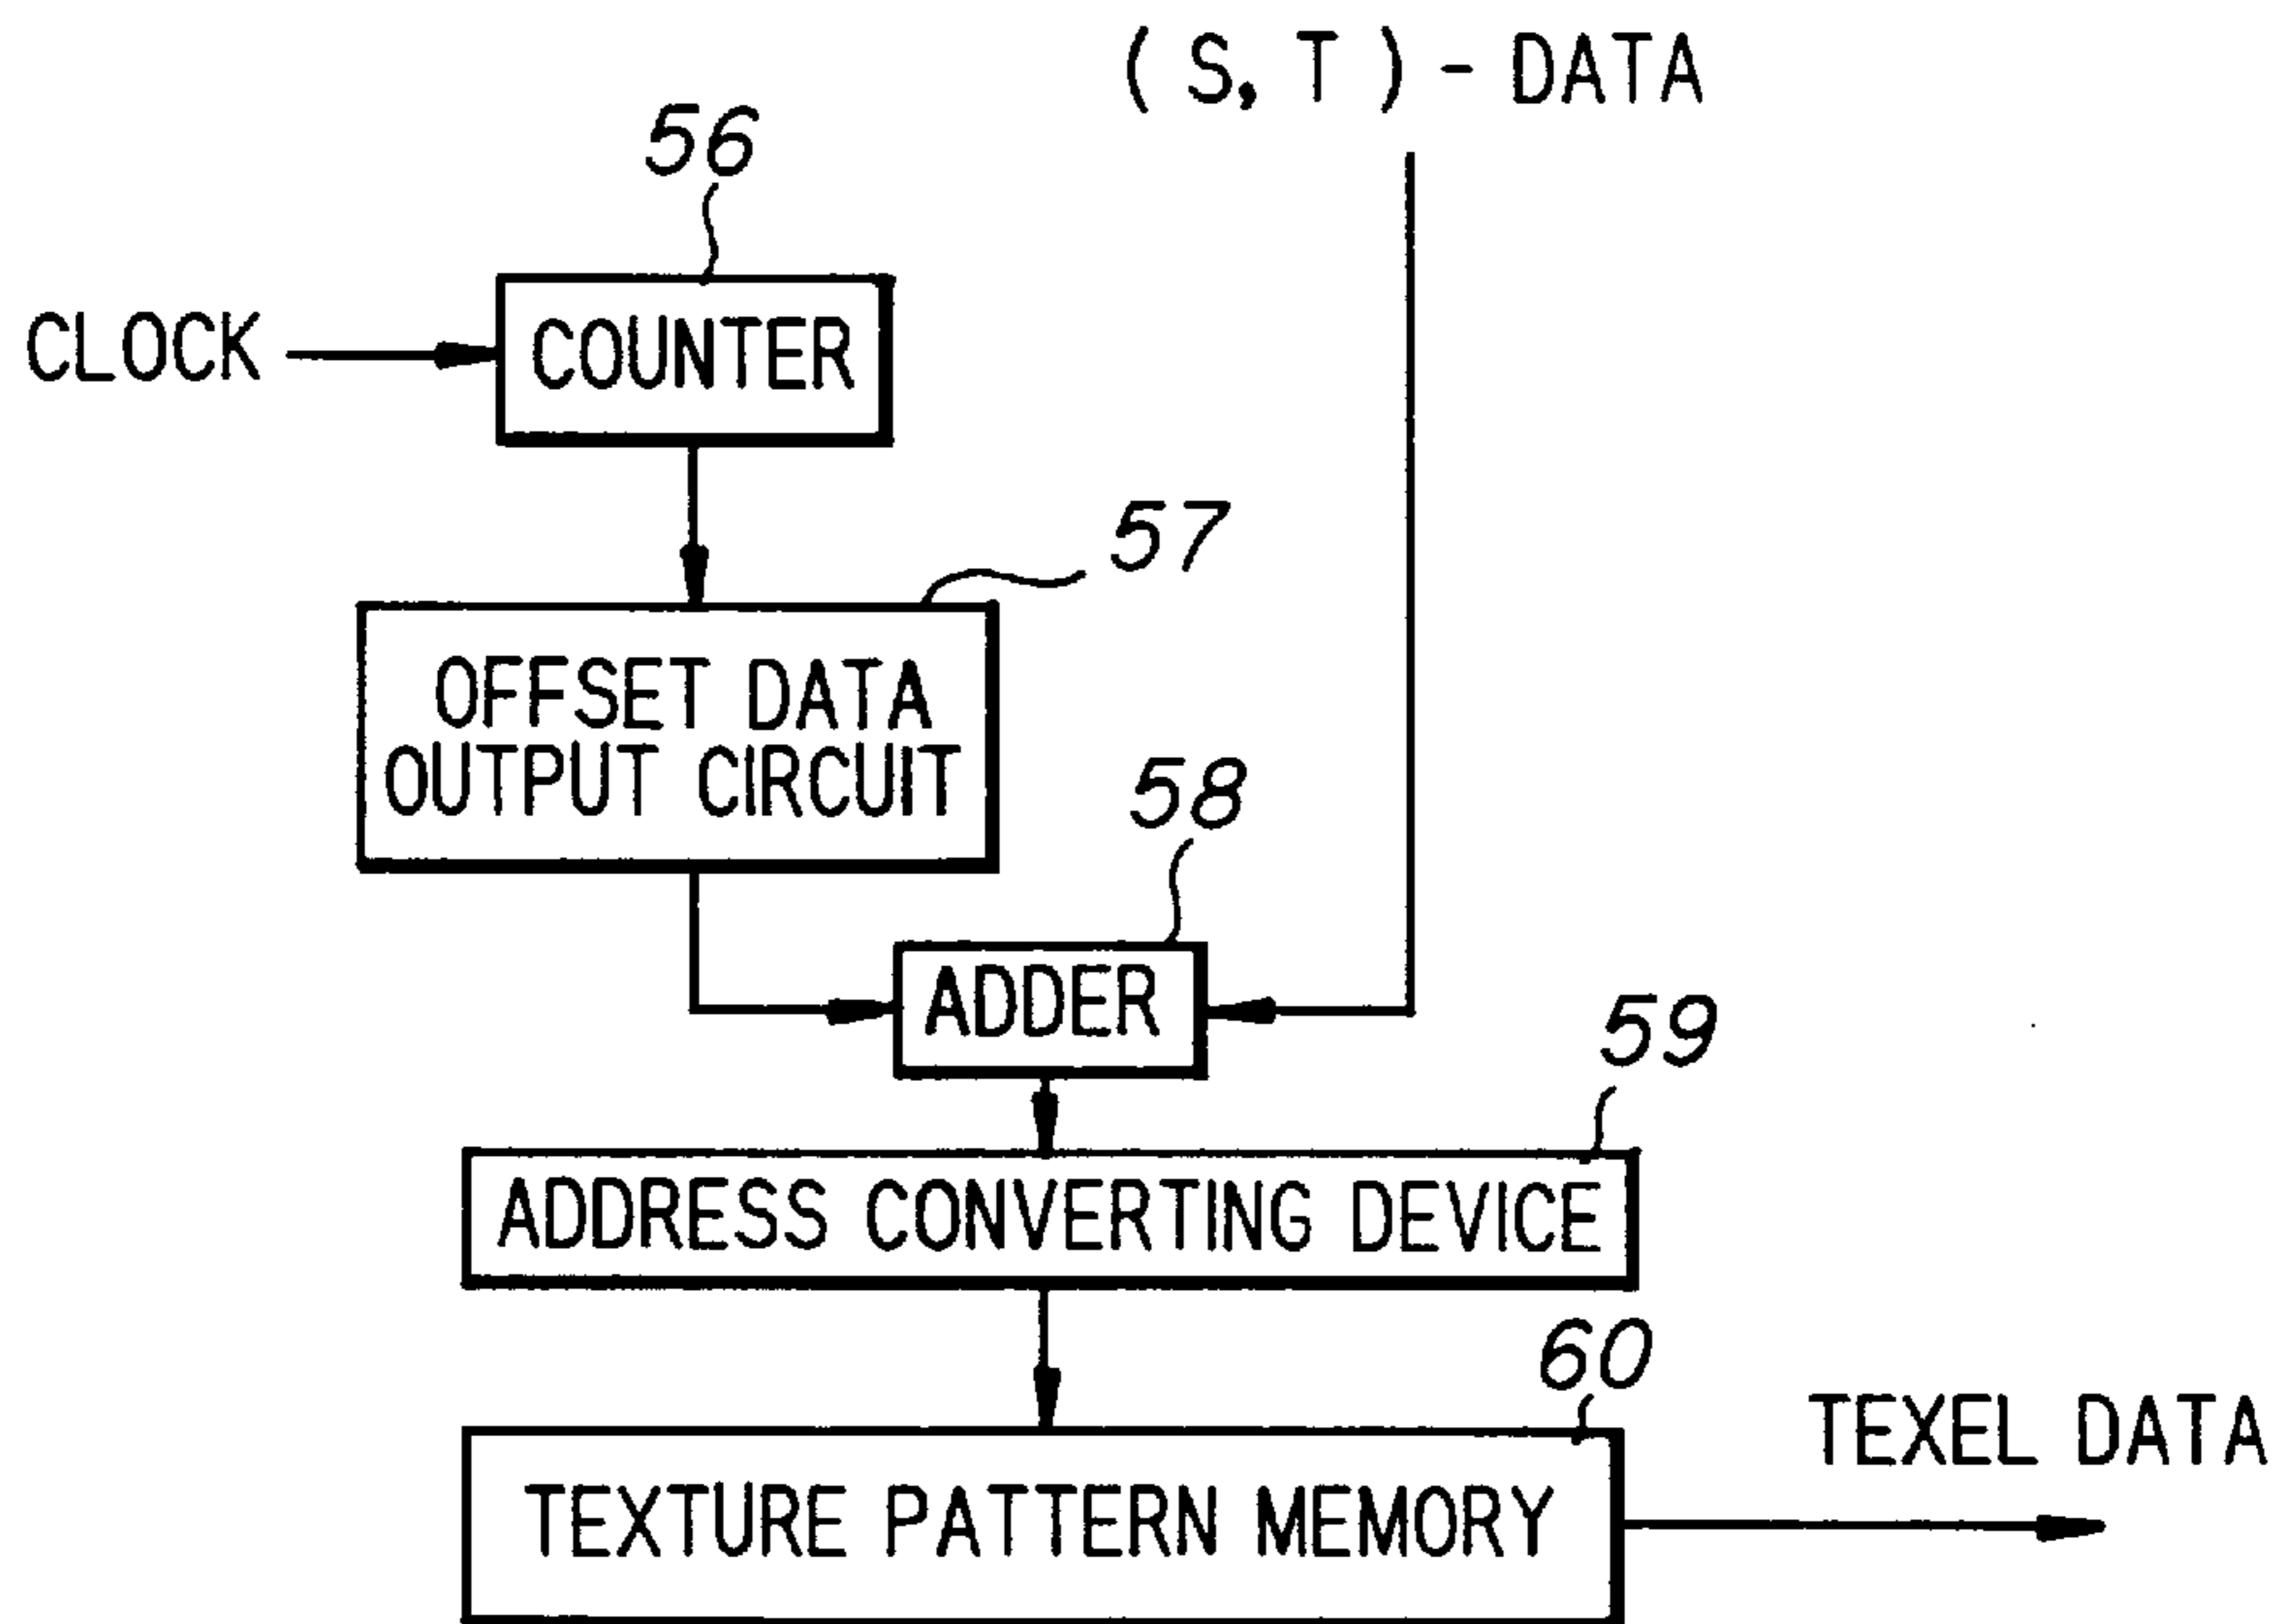 ( S, T ) - DATA
56
CLOCK
COUNTER
57
OFFSET DATA
OUTPUT CIRCUIT
58
ADDER
59
ADDRESS CONVERTING DEVICE
60
TEXEL DATA
TEXTURE PATTERN MEMORY